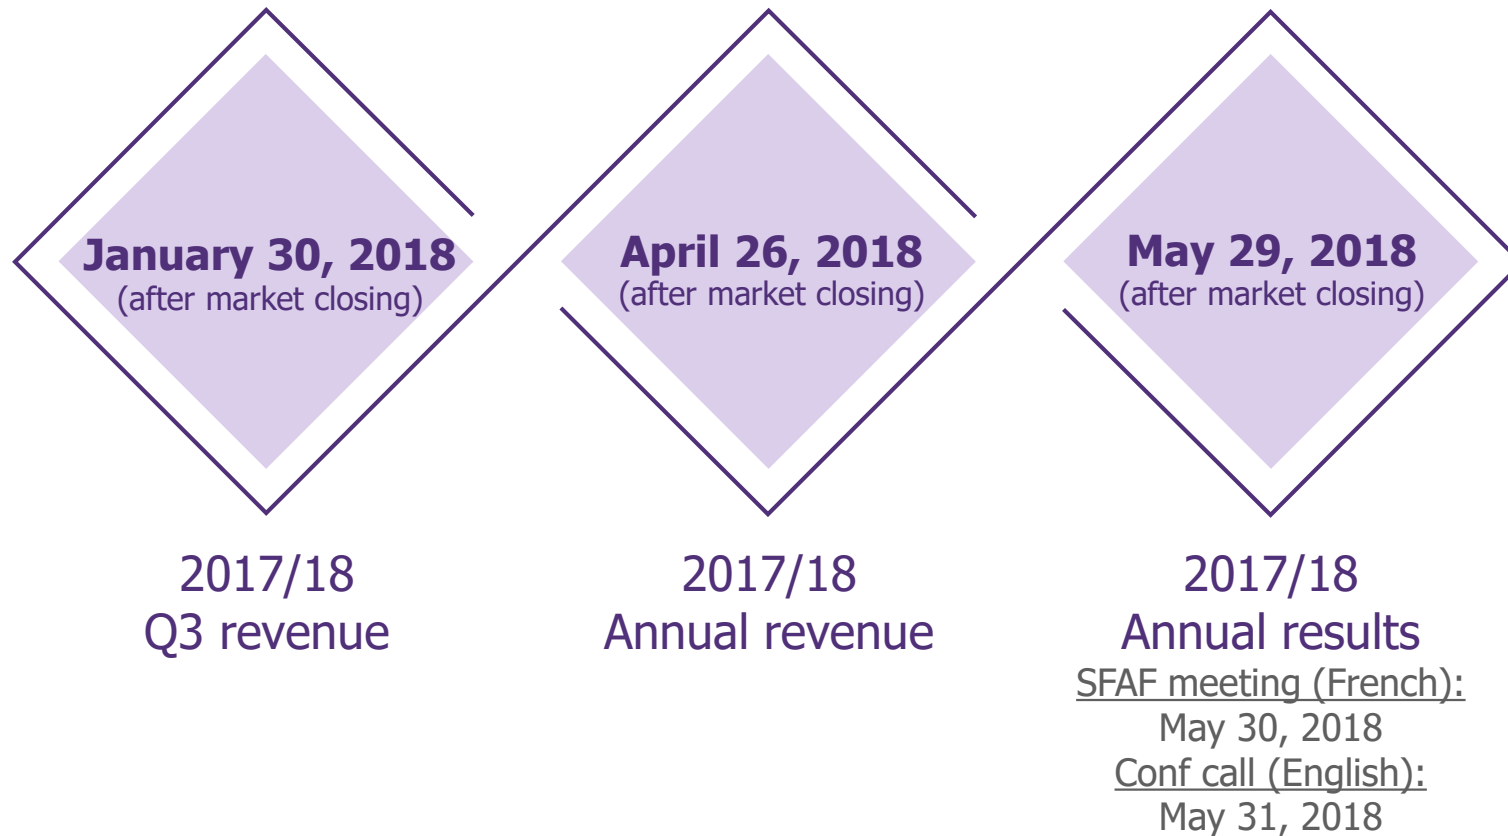 January 30, 2018
(after market closing)
2017/18
Q3 revenue
April 26, 2018
(after market closing)
2017/18
Annual revenue
May 29, 2018
(after market closing)
2017/18
Annual results
SFAF meeting (French):
May 30, 2018
Conf call (English):
May 31, 2018